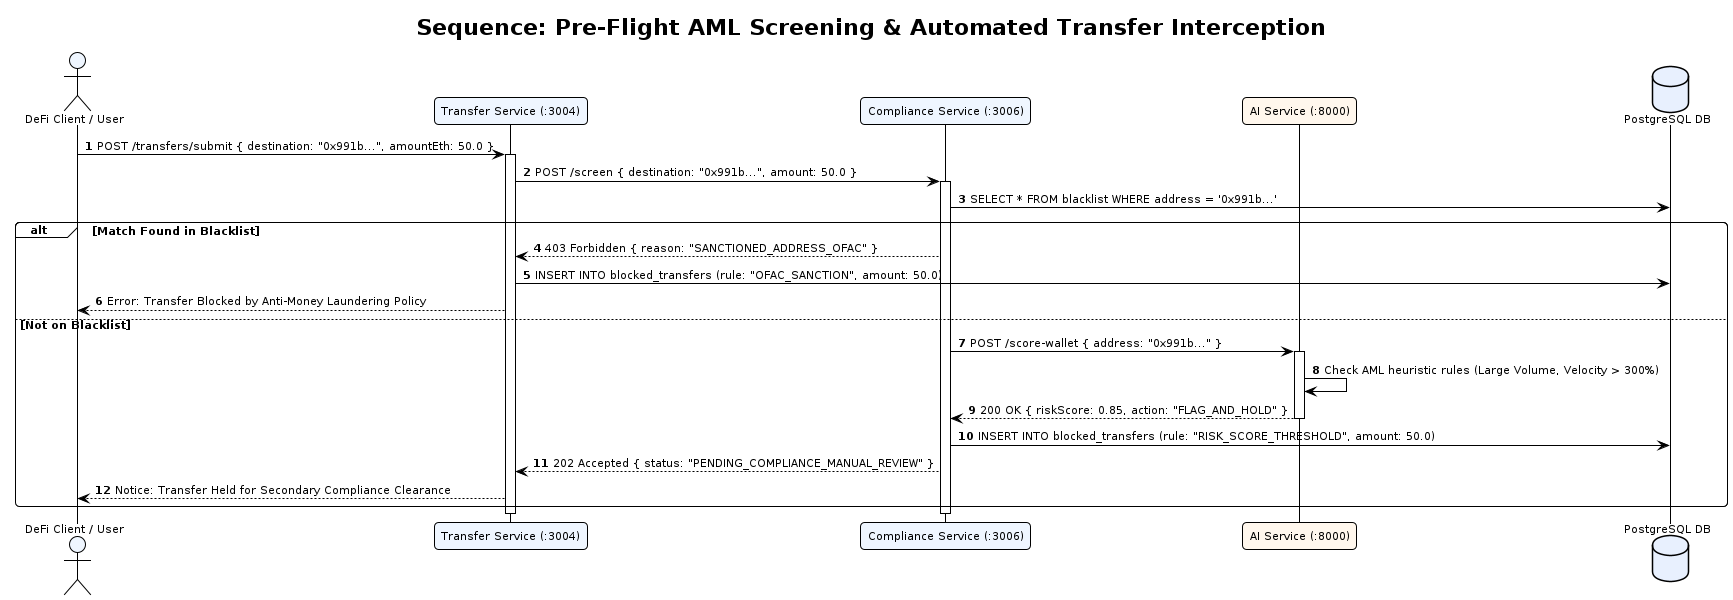 Sequence: Pre-Flight AML Screening & Automated Transfer Interception
DeFi Client / User
Transfer Service (:3004)
Compliance Service (:3006)
AI Service (:8000)
PostgreSQL DB
1 POST /transfers/submit { destination: "0x991b...", amountEth: 50.0 }
2 POST /screen { destination: "0x991b...", amount: 50.0 }
3 SELECT * FROM blacklist WHERE address = '0x991b...'
alt [Match Found in Blacklist]
4 403 Forbidden { reason: "SANCTIONED_ADDRESS_OFAC" }
5 INSERT INTO blocked_transfers (rule: "OFAC_SANCTION", amount: 50.0)
6 Error: Transfer Blocked by Anti-Money Laundering Policy
[Not on Blacklist]
7 POST /score-wallet { address: "0x991b..." }
8 Check AML heuristic rules (Large Volume, Velocity > 300%)
9 200 OK { riskScore: 0.85, action: "FLAG_AND_HOLD" }
10 INSERT INTO blocked_transfers (rule: "RISK_SCORE_THRESHOLD", amount: 50.0)
11 202 Accepted { status: "PENDING_COMPLIANCE_MANUAL_REVIEW" }
12 Notice: Transfer Held for Secondary Compliance Clearance
DeFi Client / User
Transfer Service (:3004)
Compliance Service (:3006)
AI Service (:8000)
PostgreSQL DB